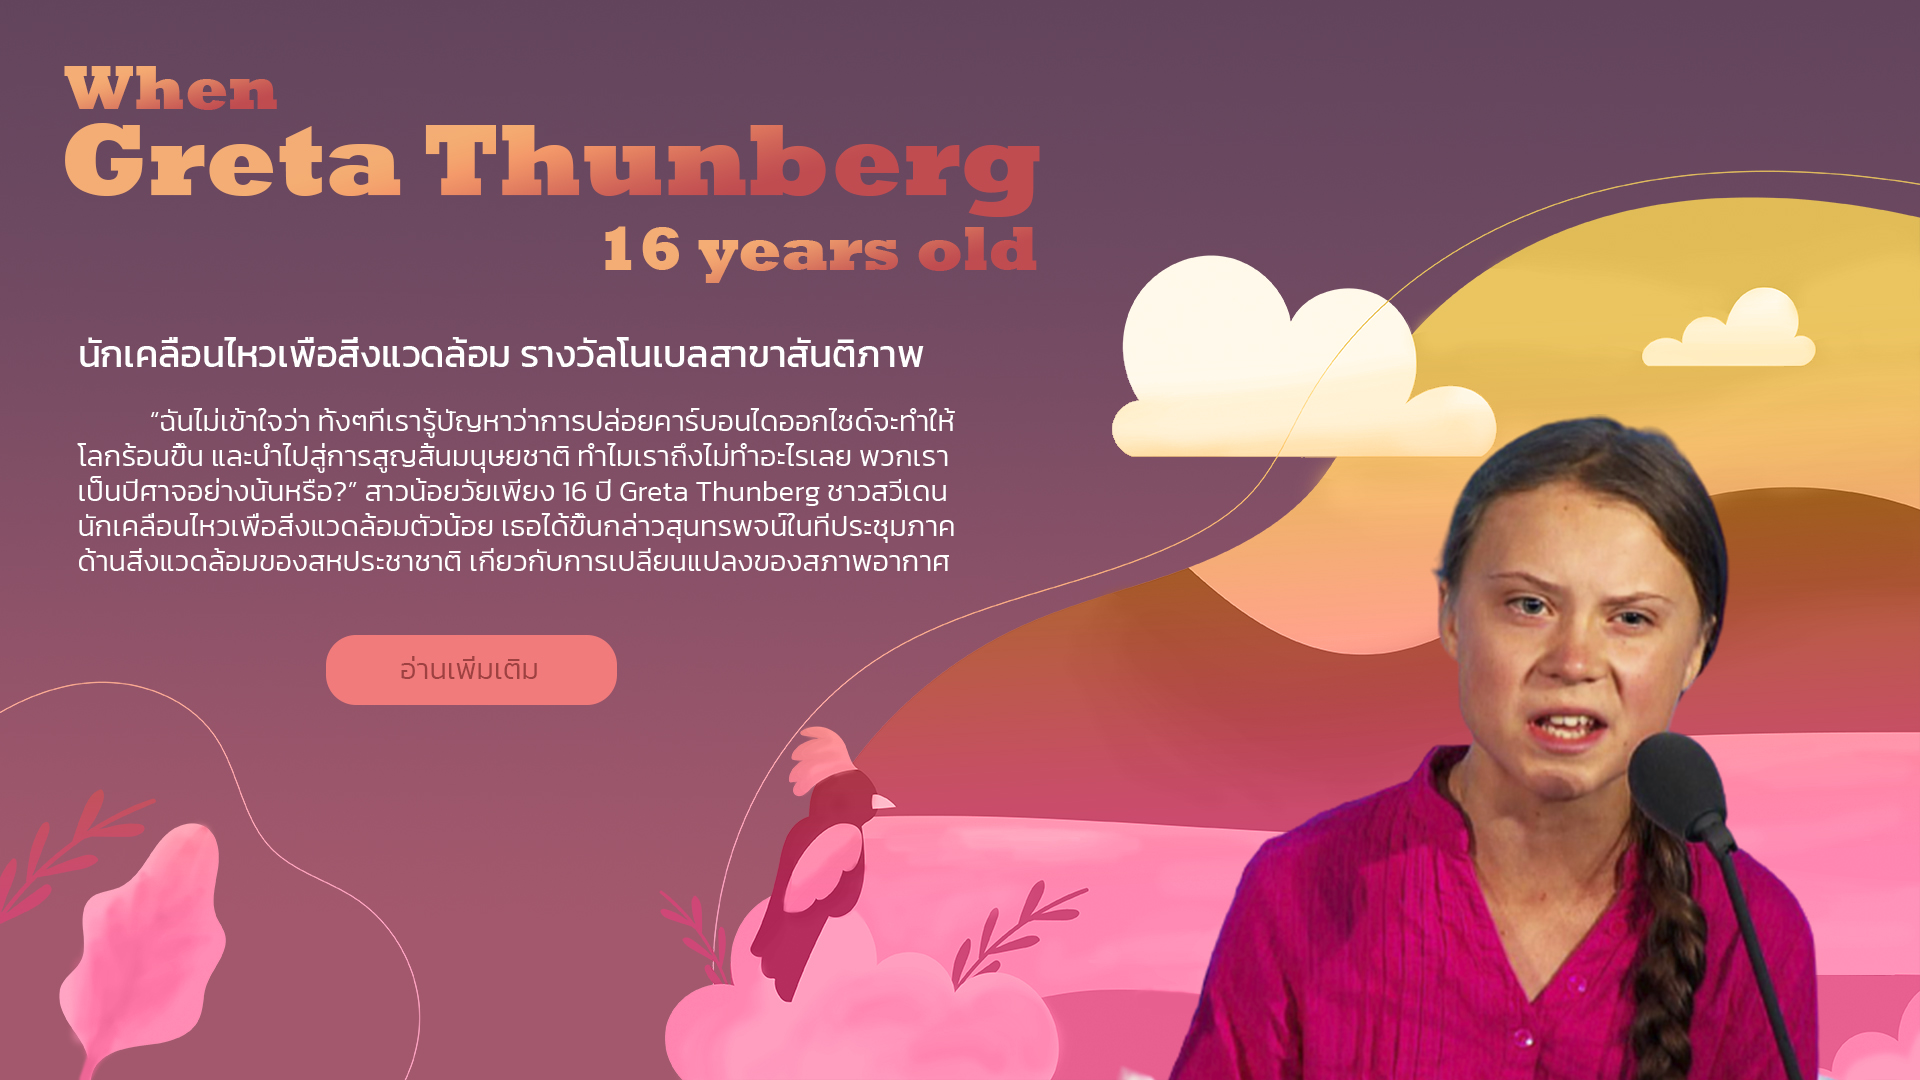 When
Greta Thunberg
16 years old
นักเคลื่อนไหวเพื่อสิ่งแวดล้อม รางวัลโนเบลสาขาสันติภาพ
“ฉันไม่เข้าใจว่า ทั้งๆที่เรารู้ปัญหาว่าการปล่อยคาร์บอนไดออกไซด์จะทำให้
โลกร้อนขึ้น และนำไปสู่การสูญสิ้นมนุษยชาติ ทำไมเราถึงไม่ทำอะไรเลย พวกเรา
เป็นปีศาจอย่างนั้นหรือ?” สาวน้อยวัยเพียง 16 ปี Greta Thunberg ชาวสวีเดน
นักเคลื่อนไหวเพื่อสิ่งแวดล้อมตัวน้อย เธอได้ขึ้นกล่าวสุนทรพจน์ในที่ประชุมภาค
ด้านสิ่งแวดล้อมของสหประชาชาติ เกี่ยวกับการเปลี่ยนแปลงของสภาพอากาศ
อ่านเพิ่มเติม